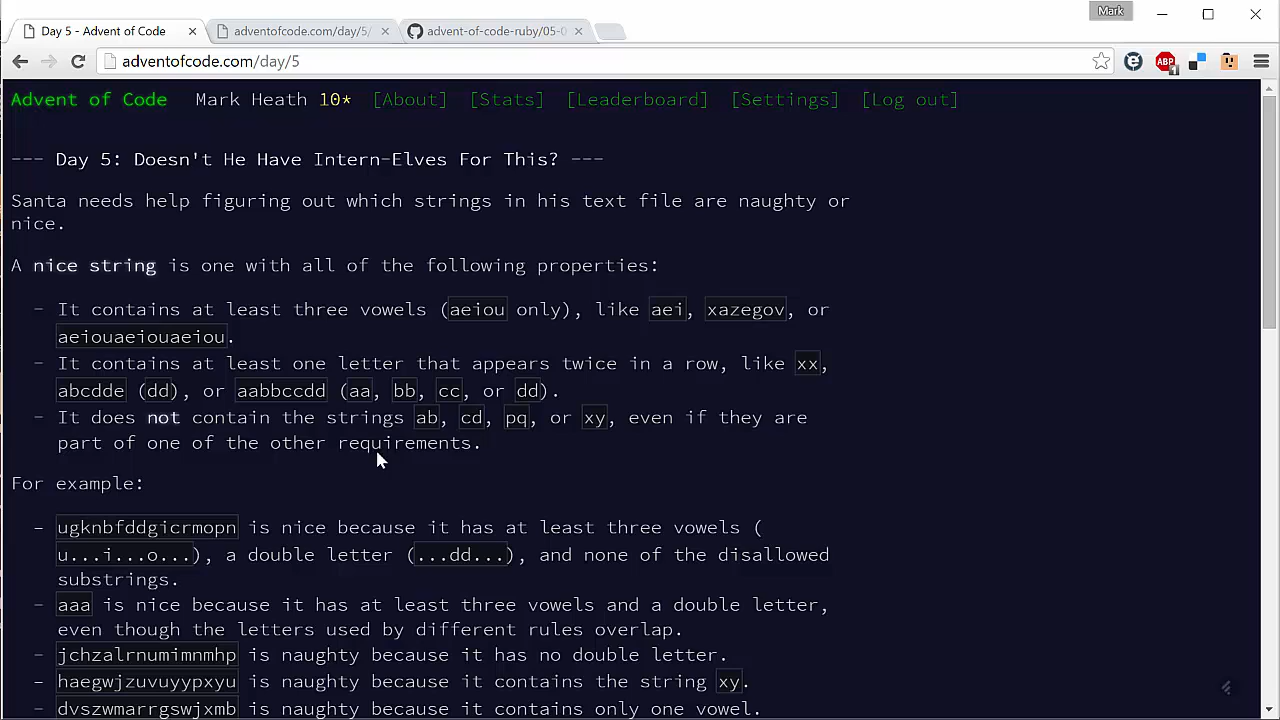 Mark
Day 5 - Advent of Code
adventofcode.com/day/5/
advent-of-code-ruby/05-0
adventofcode.com/day/5
ABP
Advent of Code Mark Heath 10* [About] [Stats] [Leaderboard] [Settings] [Log out]
--- Day 5: Doesn't He Have Intern-Elves For This? ---
Santa needs help figuring out which strings in his text file are naughty or
nice.
A nice string is one with all of the following properties:
- It contains at least three vowels (aeiou only), like aei, xazegov, or
aeiouaeiouaeiou.
- It contains at least one letter that appears twice in a row, like xx,
abcdde (dd), or aabbccdd (aa, bb, cc, or dd).
- It does not contain the strings ab, cd, pq, or xy, even if they are
part of one of the other requirements.
For example:
- ugknbfddgicrmopn is nice because it has at least three vowels (
u...i...o...), a double letter (...dd...), and none of the disallowed
substrings.
- aaa is nice because it has at least three vowels and a double letter,
even though the letters used by different rules overlap.
- jchzalrnumimnmhp is naughty because it has no double letter.
- haegwjzuvuyypxyu is naughty because it contains the string xy.
- dvszwmarrgswjxmb is naughty because it contains only one vowel.